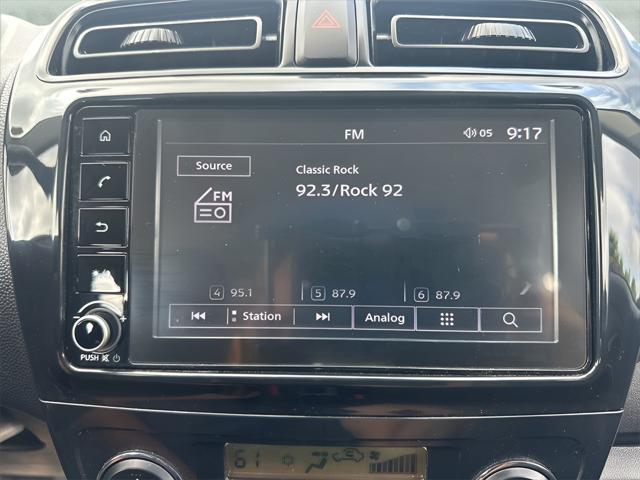 FM 05 9:17
Source
Classic Rock
92.3/Rock 92
FM
4 95.1 5 87.9 6 87.9
Station Analog
PUSH
61